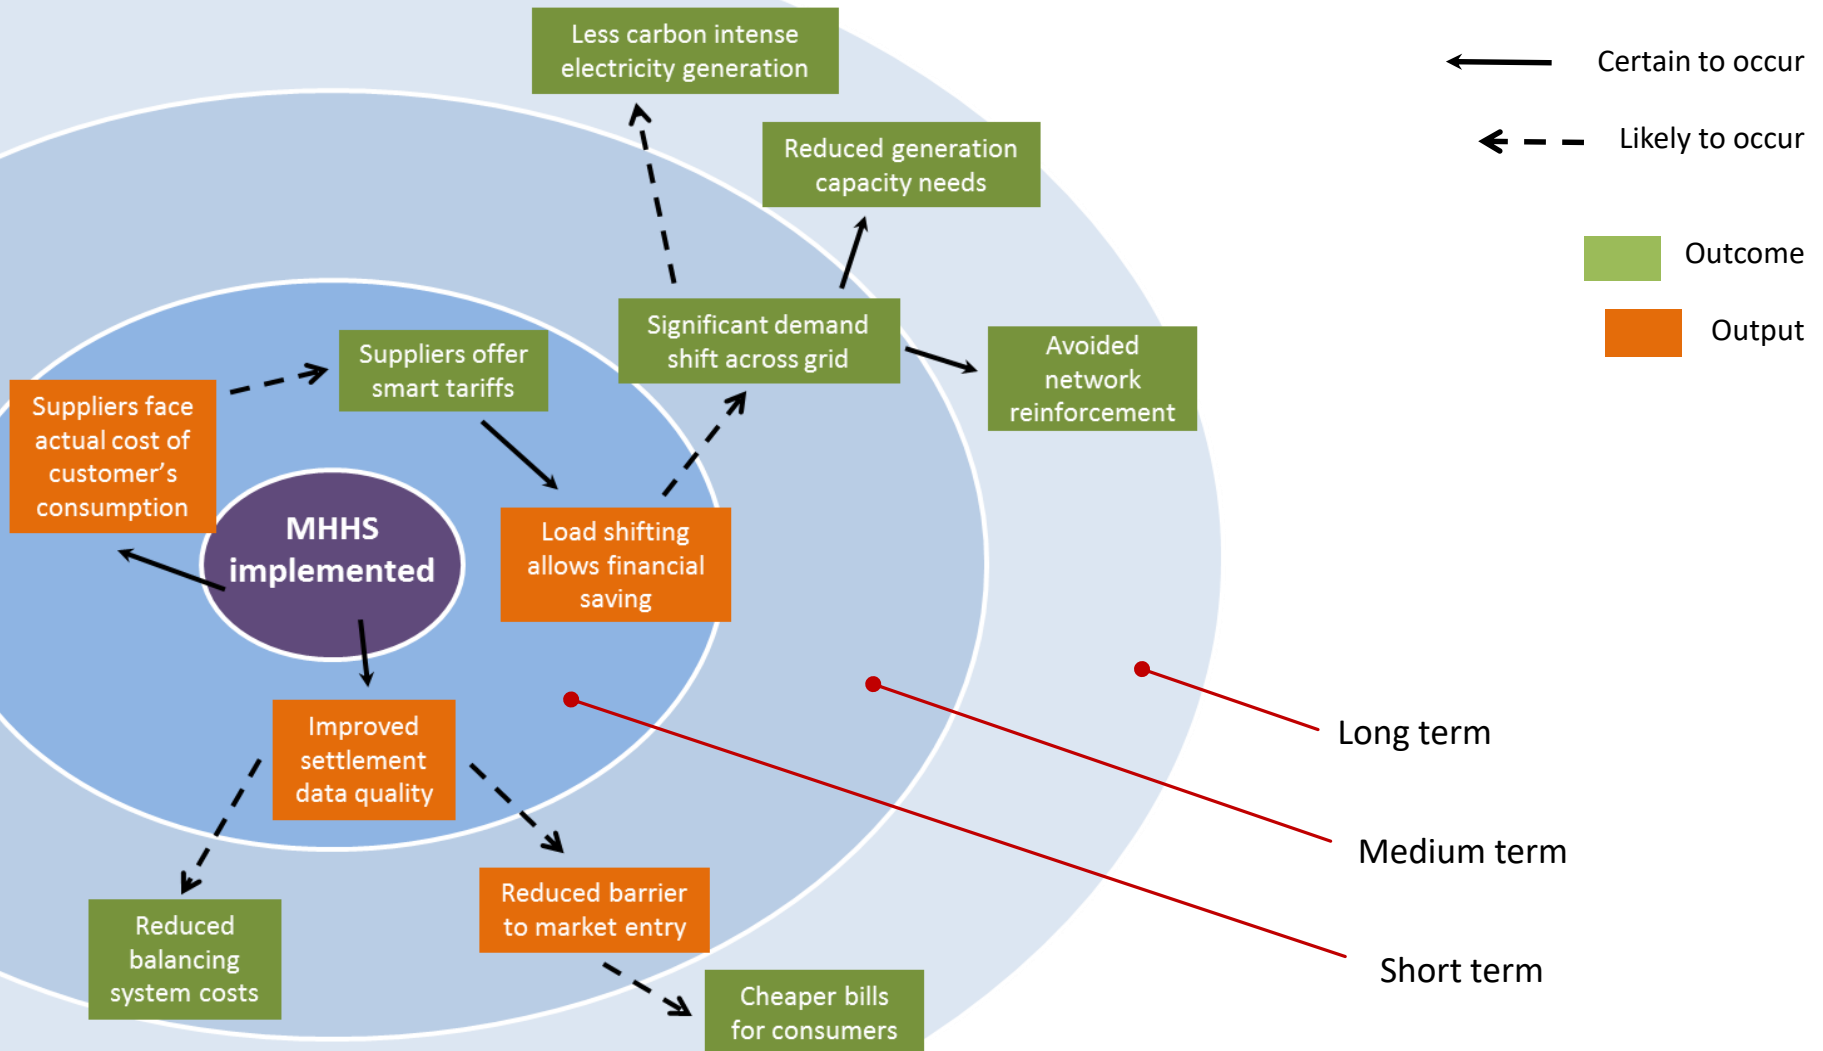 Less carbon intense
electricity generation
Certain to occur
Likely to occur
Reduced generation
capacity needs
Outcome
Output
Significant demand
shift across grid
Avoided
network
reinforcement
Suppliers offer
smart tariffs
Suppliers face
actual cost of
customer’s
consumption
MHHS
implemented
Load shifting
allows financial
saving
Improved
settlement
data quality
Long term
Medium term
Short term
Reduced barrier
to market entry
Reduced
balancing
system costs
Cheaper bills
for consumers